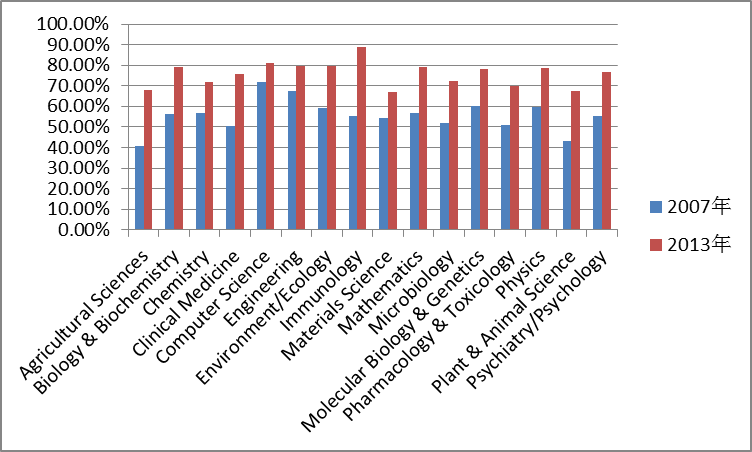 100.00%
90.00%
80.00%
70.00%
60.00%
50.00%
40.00%
30.00%
20.00%
10.00%
0.00%
Agricultural Sciences
Biology & Biochemistry
Chemistry
Clinical Medicine
Computer Science
Engineering
Environment/Ecology
Immunology
Materials Science
Mathematics
Microbiology
Molecular Biology & Genetics
Pharmacology & Toxicology
Physics
Plant & Animal Science
Psychiatry/Psychology
2007年
2013年